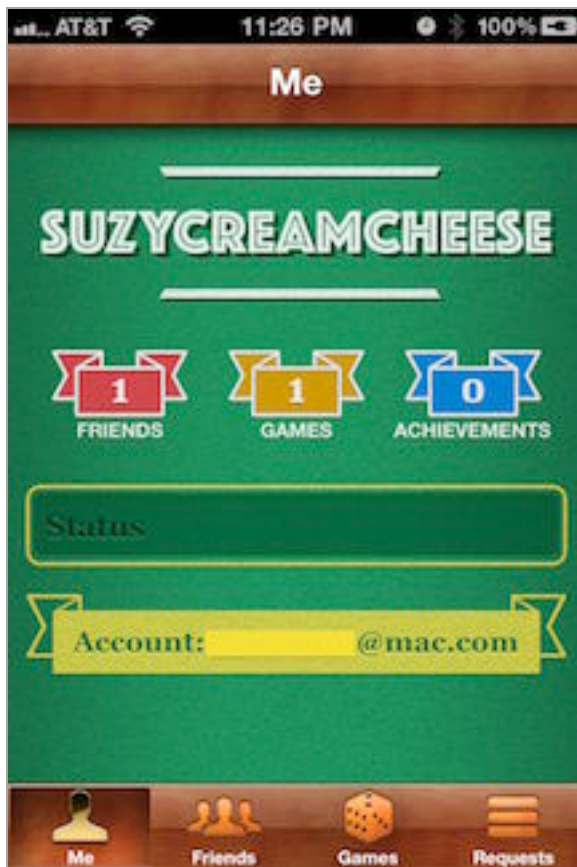 AT&T 11:26 PM 100%
Me
SUZYCREAMCHEESE
1 1 0
FRIENDS GAMES ACHIEVEMENTS
Status
Account: @mac.com
Me Friends Games Requests